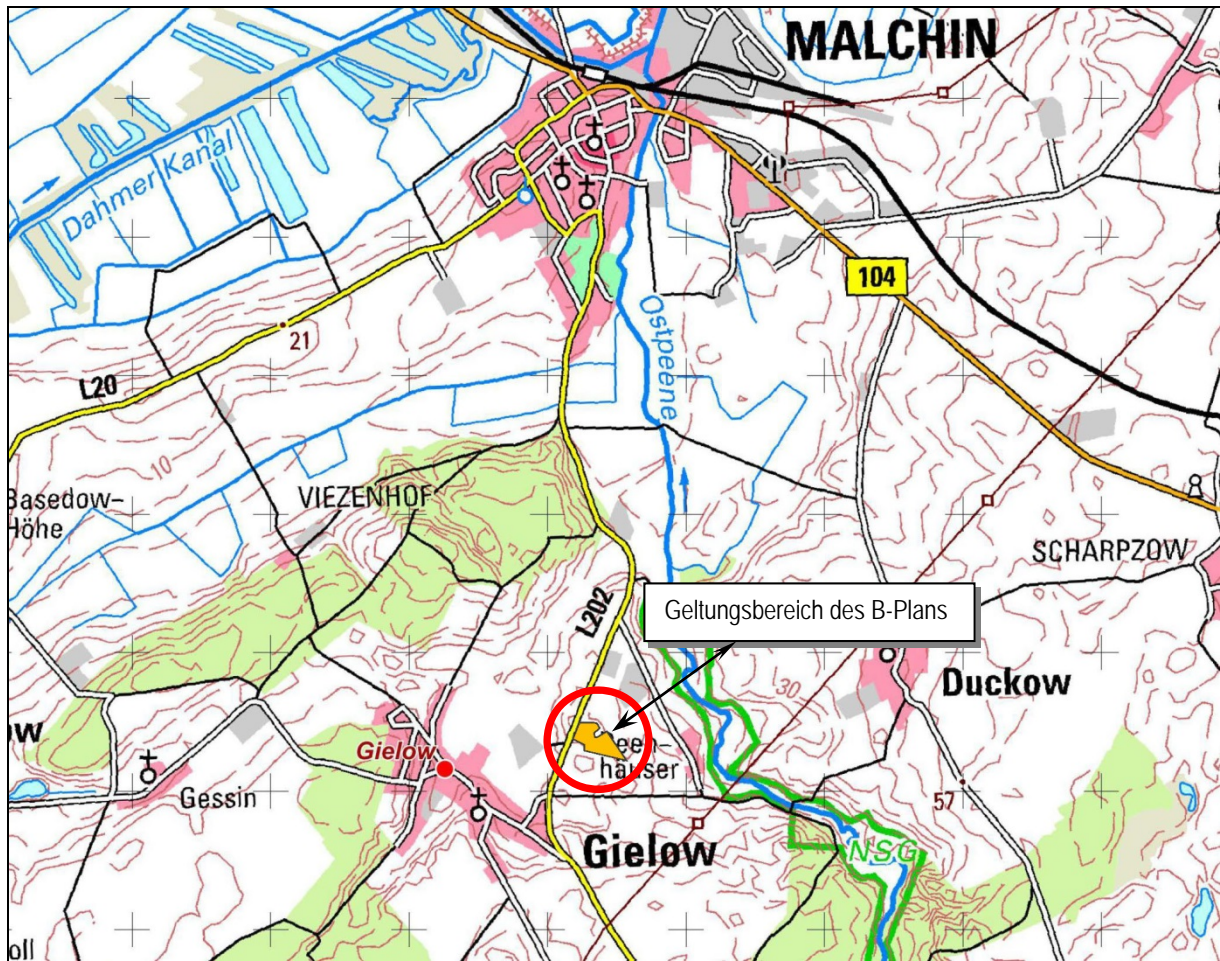 MALCHIN
Dahmer Kanal
104
21
Ostpeene
L20
10
Basedow-
Höhe
VIEZENHOF
SCHARPZOW
L202
Geltungsbereich des B-Plans
30
Duckow
Gielow
häuser
Gessin
57
Gielow
NSG